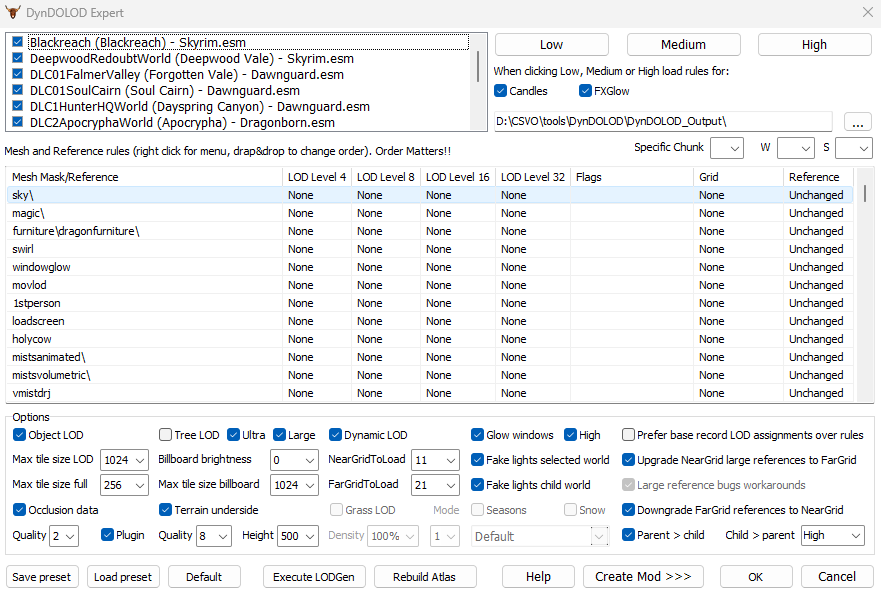 DynDOLOD Expert
Blackreach (Blackreach) - Skyrim.esm
DeepwoodRedoubtWorld (Deepwood Vale) - Skyrim.esm
DLC01FalmerValley (Forgotten Vale) - Dawnguard.esm
DLC01SoulCairn (Soul Cairn) - Dawnguard.esm
DLC1HunterHQWorld (Dayspring Canyon) - Dawnguard.esm
DLC2ApocryphaWorld (Apocrypha) - Dragonborn.esm
Low Medium High
When clicking Low, Medium or High load rules for:
Candles FXGlow
D:\CSVO\tools\DynDOLOD\DynDOLOD_Output\ ...
Specific Chunk W S
Mesh and Reference rules (right click for menu, drap&drop to change order). Order Matters!!
Mesh Mask/Reference LOD Level 4 LOD Level 8 LOD Level 16 LOD Level 32 Flags Grid Reference
sky\ None None None None None Unchanged
magic\ None None None None None Unchanged
furniture\dragonfurniture\ None None None None None Unchanged
swirl None None None None None Unchanged
windowglow None None None None None Unchanged
movlod None None None None None Unchanged
1stperson None None None None None Unchanged
loadscreen None None None None None Unchanged
holycow None None None None None Unchanged
mistsanimated\ None None None None None Unchanged
mistsvolumetric\ None None None None None Unchanged
vmistdrj None None None None None Unchanged
Options
Object LOD Tree LOD Ultra Large Dynamic LOD Glow windows High Prefer base record LOD assignments over rules
Max tile size LOD 1024 Billboard brightness 0 NearGridToLoad 11 Fake lights selected world Upgrade NearGrid large references to FarGrid
Max tile size full 256 Max tile size billboard 1024 FarGridToLoad 21 Fake lights child world Large reference bugs workarounds
Occlusion data Terrain underside Grass LOD Mode Seasons Snow Downgrade FarGrid references to NearGrid
Quality 2 Plugin Quality 8 Height 500 Density 100% 1 Default Parent > child Child > parent High
Save preset Load preset Default Execute LODGen Rebuild Atlas Help Create Mod >>> OK Cancel